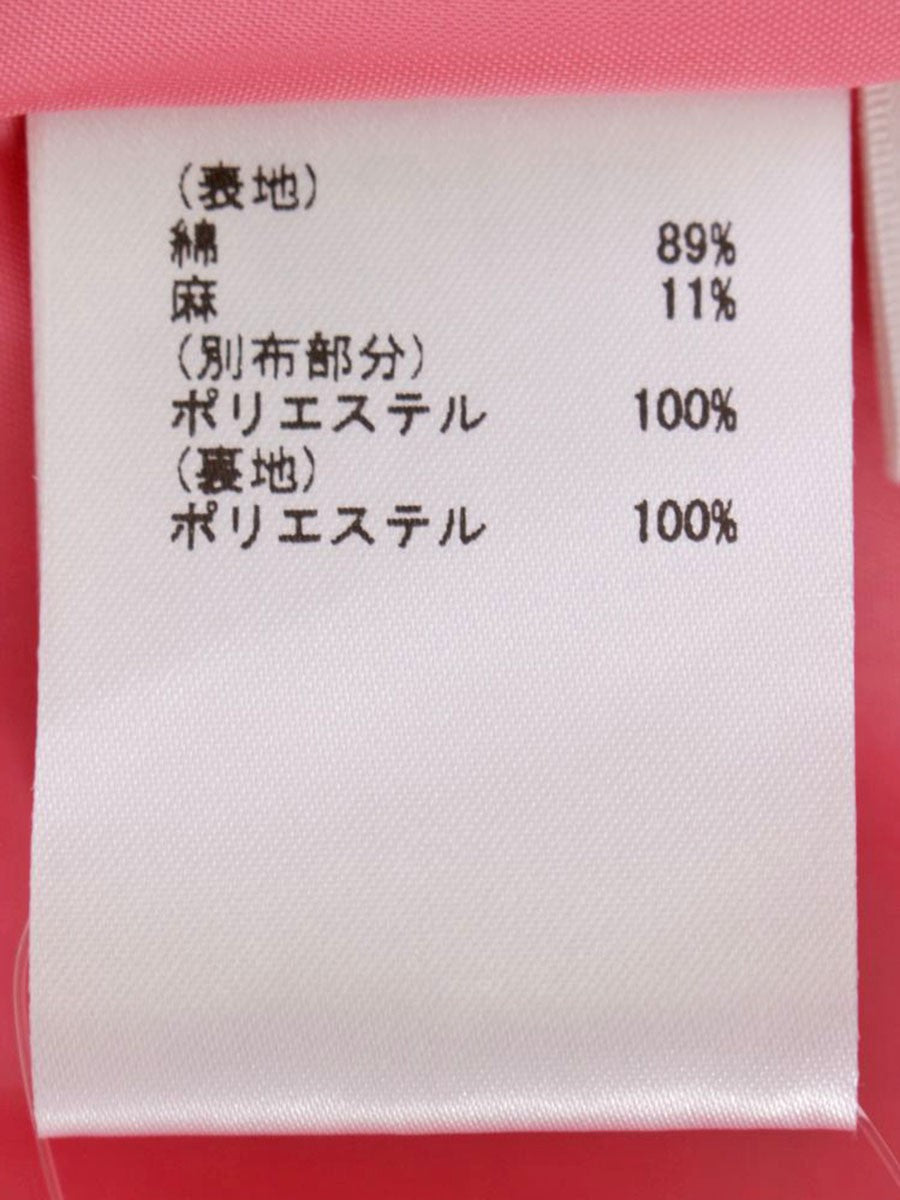 (表地)
綿 89%
麻 11%
(別布部分)
ポリエステル 100%
(裏地)
ポリエステル 100%